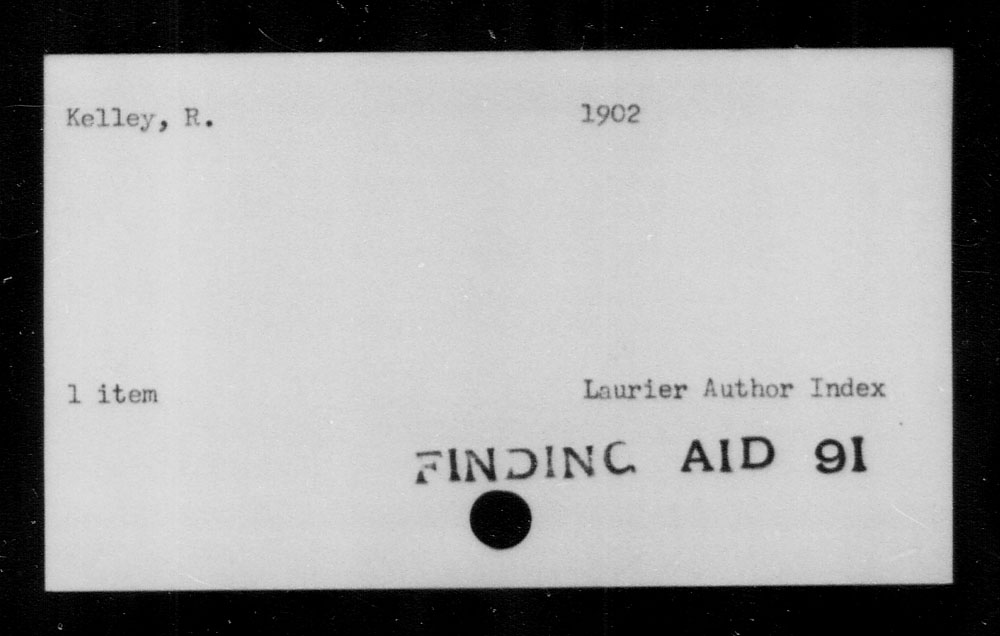 Kelley, R. 1902
1 item Laurier Author Index
FINDING AID 91